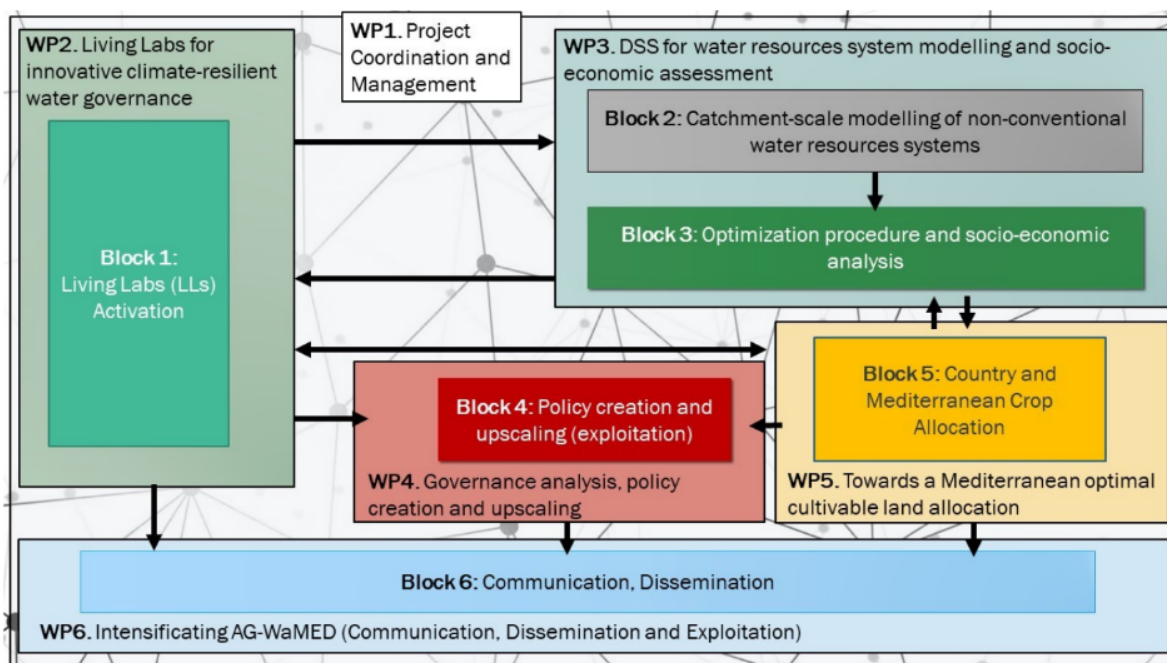 WP2. Living Labs for
innovative climate-resilient
water governance
Block 1:
Living Labs (LLs)
Activation
WP1. Project
Coordination and
Management
WP3. DSS for water resources system modelling and socio-
economic assessment
Block 2: Catchment-scale modelling of non-conventional
water resources systems
Block 3: Optimization procedure and socio-economic
analysis
Block 4: Policy creation and
upscaling (exploitation)
WP4. Governance analysis, policy
creation and upscaling
Block 5: Country and
Mediterranean Crop
Allocation
WP5. Towards a Mediterranean optimal
cultivable land allocation
Block 6: Communication, Dissemination
WP6. Intensificating AG-WaMED (Communication, Dissemination and Exploitation)